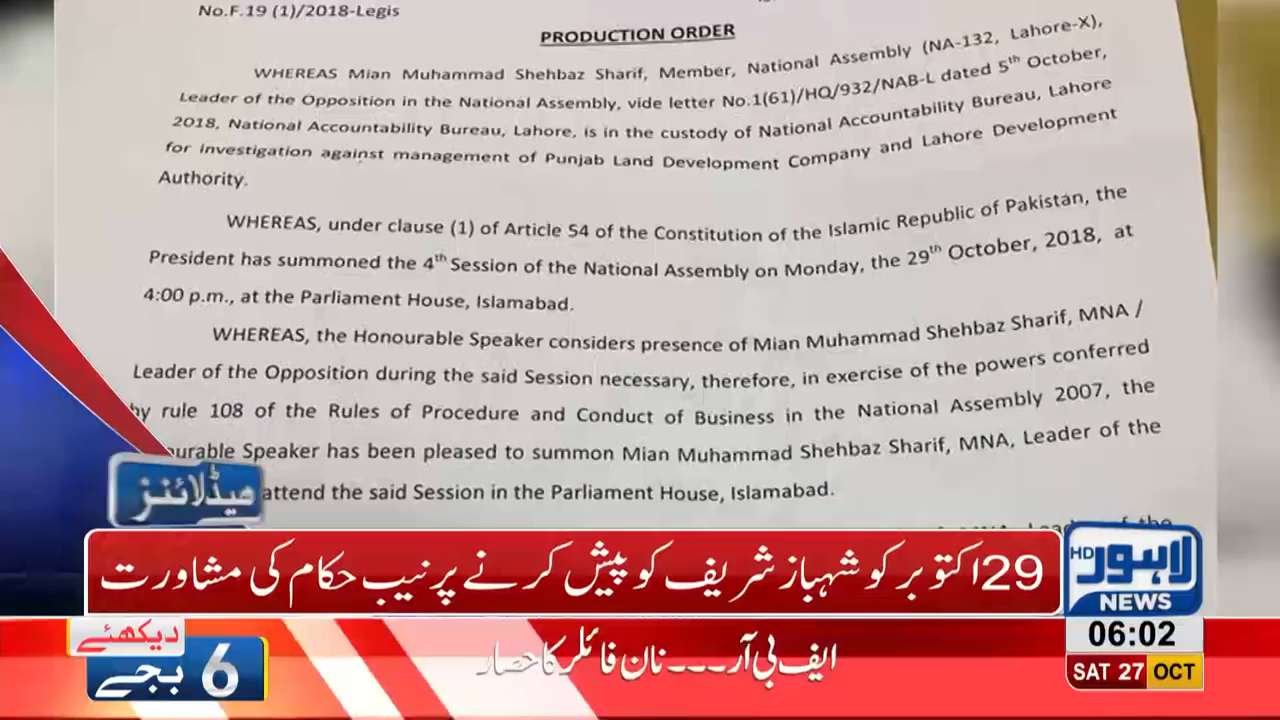 No.F.19 (1)/2018-Legis
PRODUCTION ORDER
WHEREAS Mian Muhammad Shehbaz Sharif, Member, National Assembly (NA-132, Lahore-X),
Leader of the Opposition in the National Assembly, vide letter No.1(61)/HQ/932/NAB-L dated 5th October,
2018, National Accountability Bureau, Lahore, is in the custody of National Accountability Bureau, Lahore
for investigation against management of Punjab Land Development Company and Lahore Development
Authority.
WHEREAS, under clause (1) of Article 54 of the Constitution of the Islamic Republic of Pakistan, the
President has summoned the 4th Session of the National Assembly on Monday, the 29th October, 2018, at
4:00 p.m., at the Parliament House, Islamabad.
WHEREAS, the Honourable Speaker considers presence of Mian Muhammad Shehbaz Sharif, MNA /
Leader of the Opposition during the said Session necessary, therefore, in exercise of the powers conferred
by rule 108 of the Rules of Procedure and Conduct of Business in the National Assembly 2007, the
Speaker has been pleased to summon Mian Muhammad Shehbaz Sharif, MNA, Leader of the
attend the said Session in the Parliament House, Islamabad.
ہیڈلائنز
29اکتوبر کو شہباز شریف کو پیش کرنے پر نیب حکام کی مشاورت
HD لاہور
NEWS
06:02
SAT 27 OCT
دیکھئے
6 بجے
ایف بی آر ۔۔۔۔ نان فائلر کا حصار